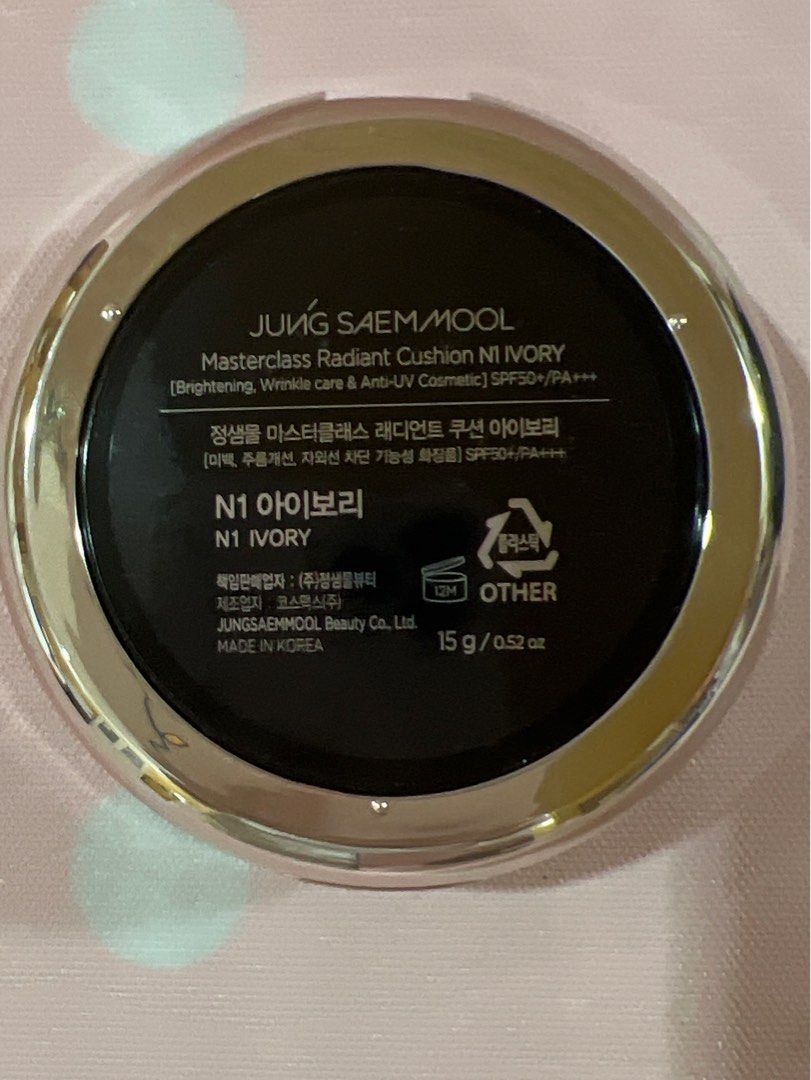 JUNG SAEMMOOL
Masterclass Radiant Cushion N1 IVORY
[Brightening, Wrinkle care & Anti-UV Cosmetic] SPF50+/PA+++
정샘물 마스터클래스 래디언트 쿠션 아이보리
[미백, 주름개선, 자외선 차단 기능성 화장품] SPF50+/PA+++
N1 아이보리
N1 IVORY
책임판매업자 : (주)정샘물뷰티
제조업자 : 코스맥스(주)
JUNGSAEMMOOL Beauty Co., Ltd.
MADE IN KOREA
12M
플라스틱
OTHER
15 g / 0.52 oz